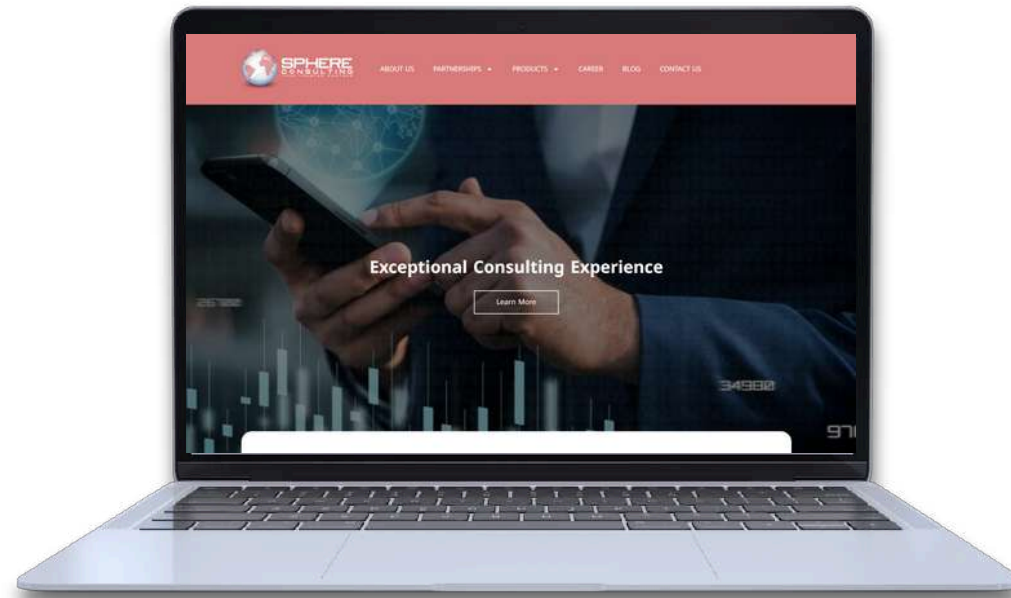 SPHERE
CONSULTING
ABOUT US PARTNERSHIPS PRODUCTS CAREER BLOG CONTACT US
Exceptional Consulting Experience
Learn More
34980